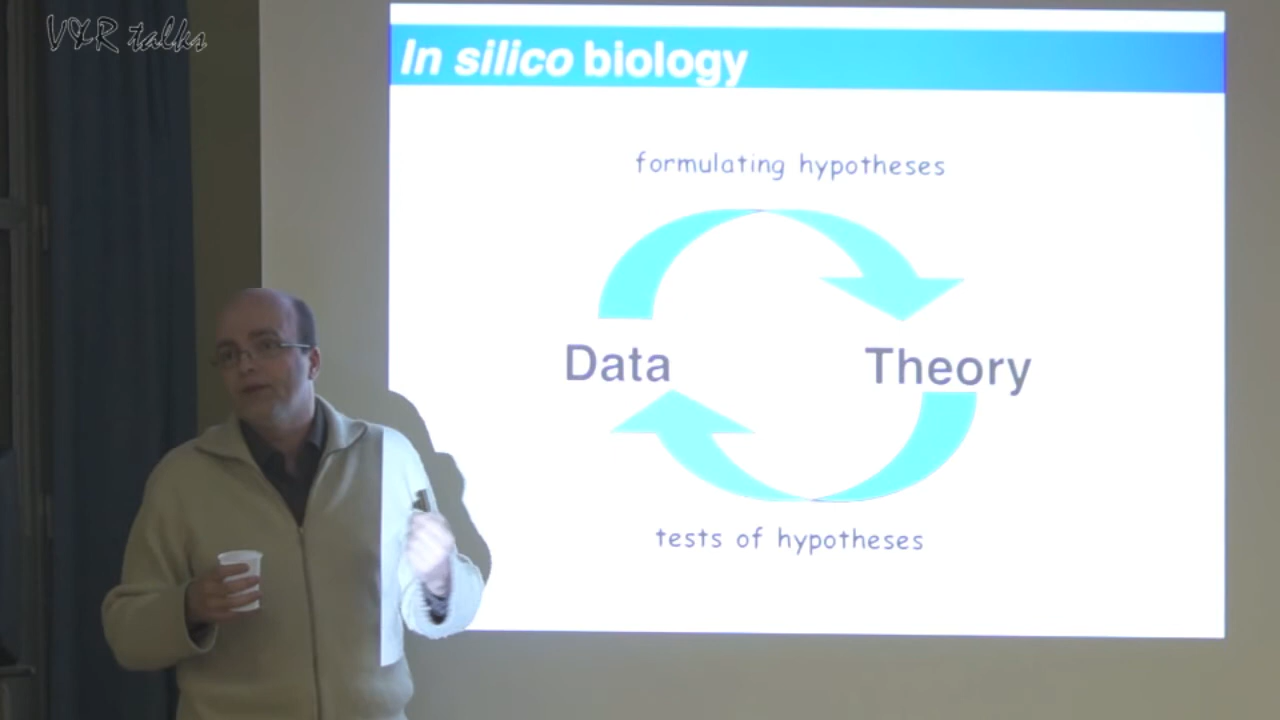 V&R talks
In silico biology
formulating hypotheses
Data
Theory
tests of hypotheses